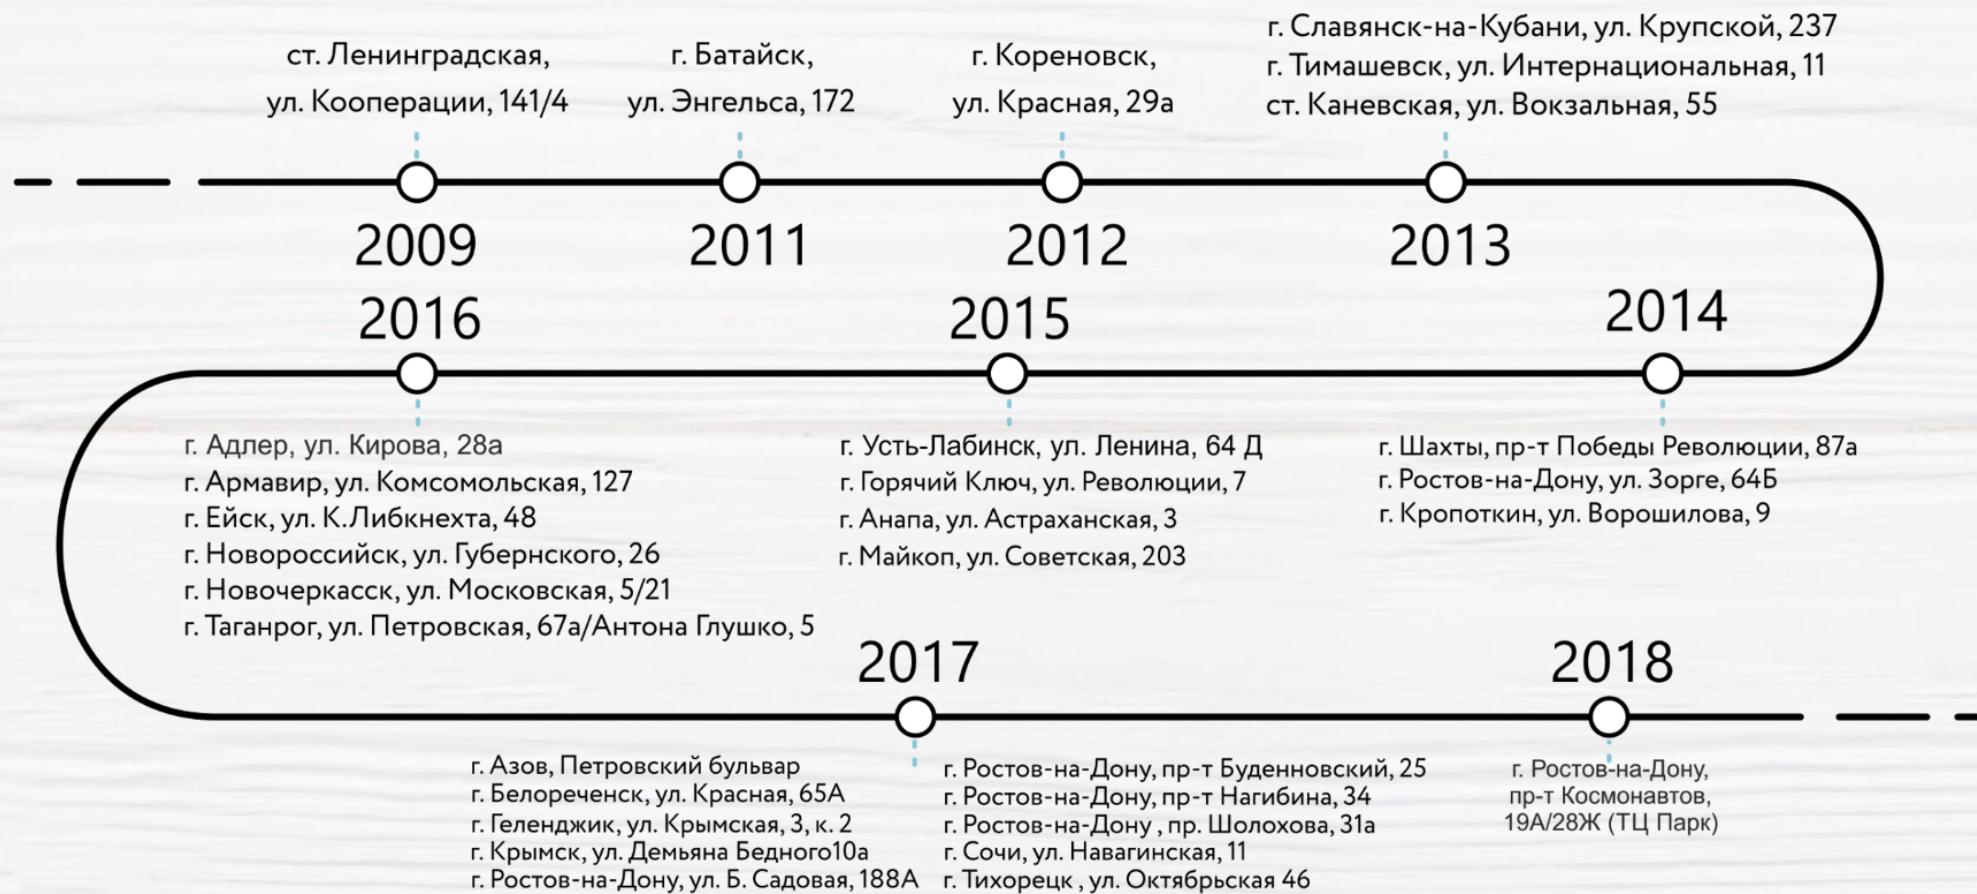 ст. Ленинградская,
ул. Кооперации, 141/4
г. Батайск,
ул. Энгельса, 172
г. Кореновск,
ул. Красная, 29а
г. Славянск-на-Кубани, ул. Крупской, 237
г. Тимашевск, ул. Интернациональная, 11
ст. Каневская, ул. Вокзальная, 55
2009
2011
2012
2013
2016
2015
2014
г. Адлер, ул. Кирова, 28а
г. Армавир, ул. Комсомольская, 127
г. Ейск, ул. К.Либкнехта, 48
г. Новороссийск, ул. Губернского, 26
г. Новочеркасск, ул. Московская, 5/21
г. Таганрог, ул. Петровская, 67а/Антона Глушко, 5
г. Усть-Лабинск, ул. Ленина, 64 Д
г. Горячий Ключ, ул. Революции, 7
г. Анапа, ул. Астраханская, 3
г. Майкоп, ул. Советская, 203
г. Шахты, пр-т Победы Революции, 87а
г. Ростов-на-Дону, ул. Зорге, 64Б
г. Кропоткин, ул. Ворошилова, 9
2017
2018
г. Азов, Петровский бульвар
г. Белореченск, ул. Красная, 65А
г. Геленджик, ул. Крымская, 3, к. 2
г. Крымск, ул. Демьяна Бедного10а
г. Ростов-на-Дону, ул. Б. Садовая, 188А
г. Ростов-на-Дону, пр-т Буденновский, 25
г. Ростов-на-Дону, пр-т Нагибина, 34
г. Ростов-на-Дону , пр. Шолохова, 31а
г. Сочи, ул. Навагинская, 11
г. Тихорецк , ул. Октябрьская 46
г. Ростов-на-Дону,
пр-т Космонавтов,
19А/28Ж (ТЦ Парк)